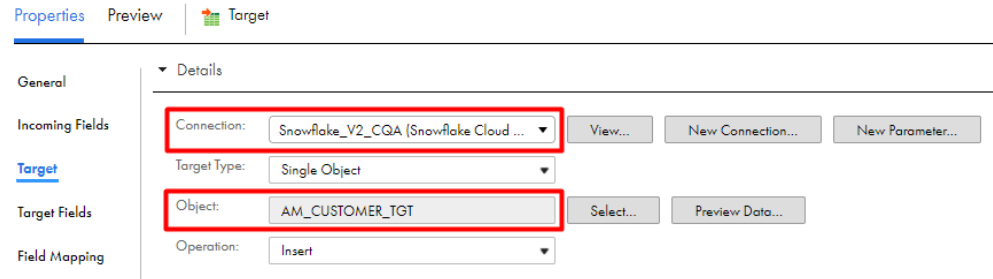 Properties Preview Target
Details
General
Connection: Snowflake_V2_CQA (Snowflake Cloud ... View... New Connection... New Parameter...
Incoming Fields
Target Type: Single Object
Target
Object: AM_CUSTOMER_TGT Select... Preview Data...
Target Fields
Operation: Insert
Field Mapping